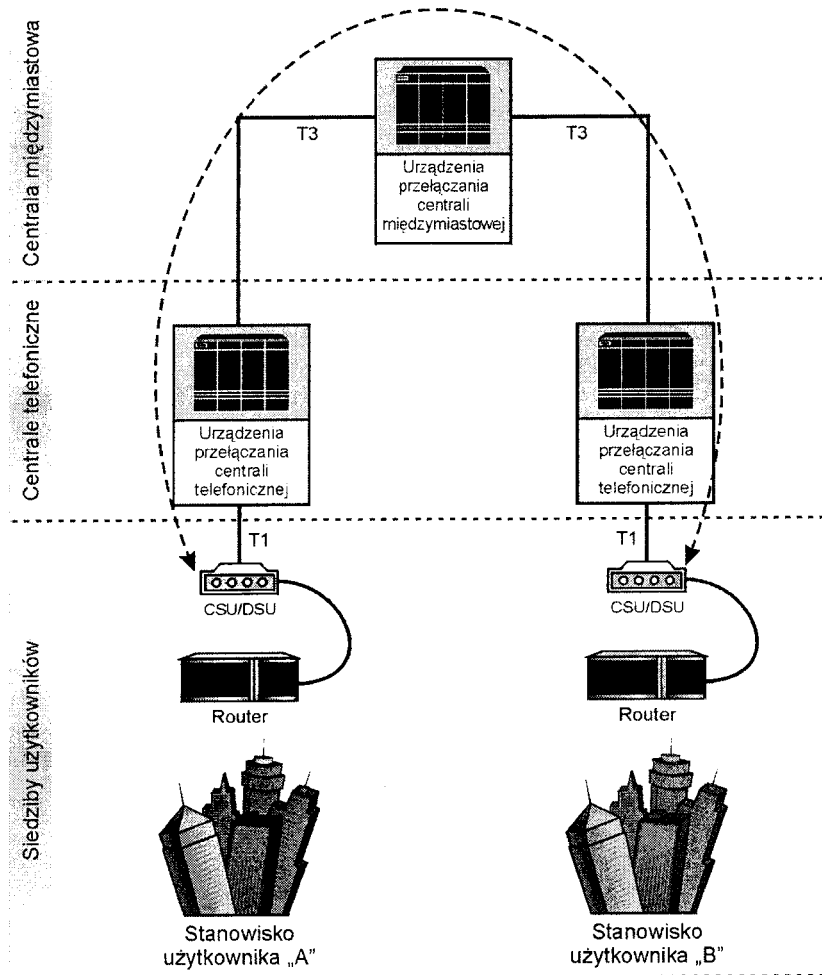 Centrala międzymiastowa
T3
T3
Urządzenia
przełączania
centrali
międzymiastowej
Centrale telefoniczne
Urządzenia
przełączania
centrali
telefonicznej
Urządzenia
przełączania
centrali
telefonicznej
Siedziby użytkowników
T1
T1
CSU/DSU
CSU/DSU
Router
Router
Stanowisko
użytkownika „A”
Stanowisko
użytkownika „B”